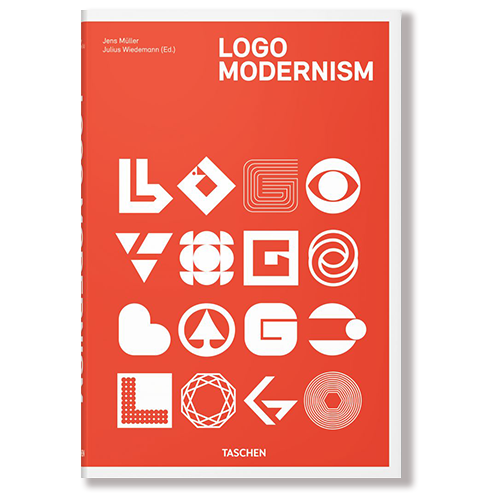 Jens Müller
Julius Wiedemann (Ed.)
LOGO
MODERNISM
TASCHEN